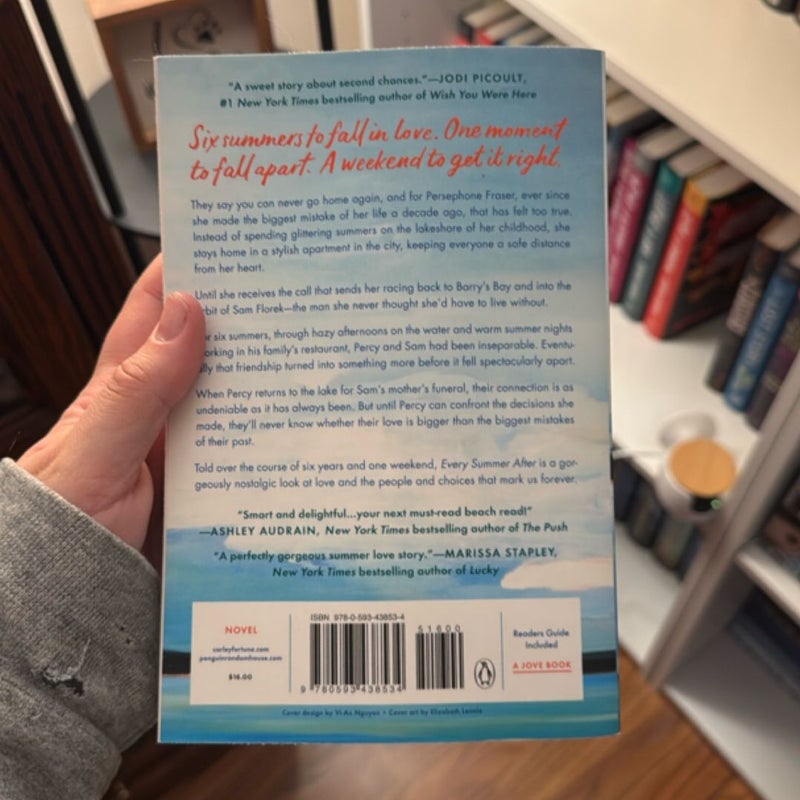 "A sweet story about second chances."—JODI PICOULT,
#1 New York Times bestselling author of Wish You Were Here
Six summers to fall in love. One moment
to fall apart. A weekend to get it right.
They say you can never go home again, and for Persephone Fraser, ever since
she made the biggest mistake of her life a decade ago, that has felt too true.
Instead of spending glittering summers on the lakeshore of her childhood, she
stays home in a stylish apartment in the city, keeping everyone a safe distance
from her heart.
Until she receives the call that sends her racing back to Barry's Bay and into the
rbit of Sam Florek—the man she never thought she'd have to live without.
r six summers, through hazy afternoons on the water and warm summer nights
orking in his family's restaurant, Percy and Sam had been inseparable. Eventu-
lly that friendship turned into something more before it fell spectacularly apart.
When Percy returns to the lake for Sam's mother's funeral, their connection is as
undeniable as it has always been. But until Percy can confront the decisions she
made, they'll never know whether their love is bigger than the biggest mistakes
of their past.
Told over the course of six years and one weekend, Every Summer After is a gor-
geously nostalgic look at love and the people and choices that mark us forever.
"Smart and delightful...your next must-read beach read!"
—ASHLEY AUDRAIN, New York Times bestselling author of The Push
"A perfectly gorgeous summer love story."—MARISSA STAPLEY,
New York Times bestselling author of Lucky
NOVEL
carleyfortune.com
penguinrandomhouse.com
$16.00
ISBN 978-0-593-43853-4
51600
9 780593 438534
Readers Guide
Included
A JOVE BOOK
Cover design by Vi-An Nguyen • Cover art by Elizabeth Lennie